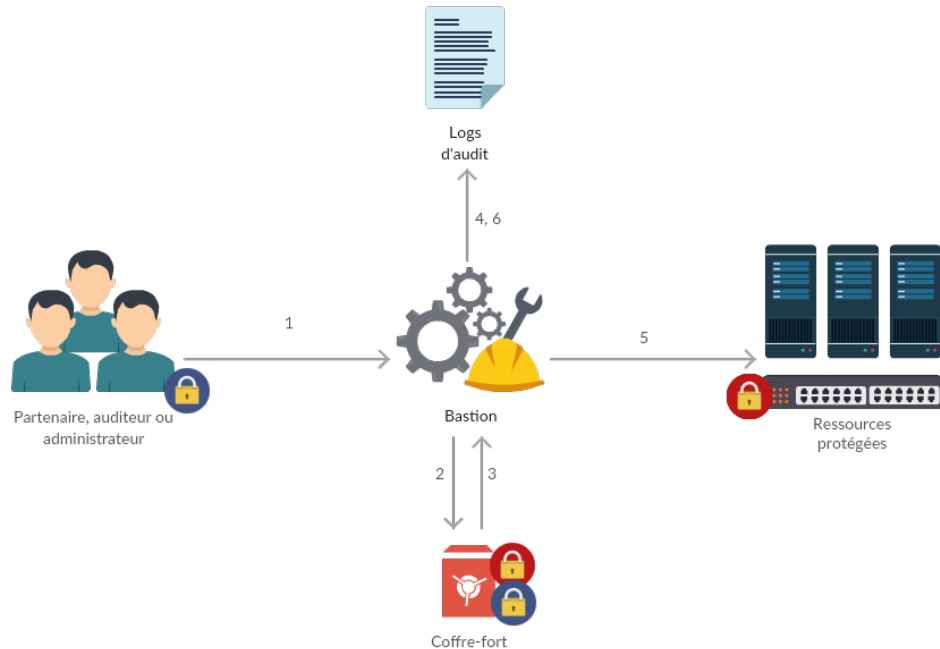 Logs
d'audit
4, 6
1
5
Partenaire, auditeur ou
administrateur
Bastion
Ressources
protégées
2
3
Coffre-fort